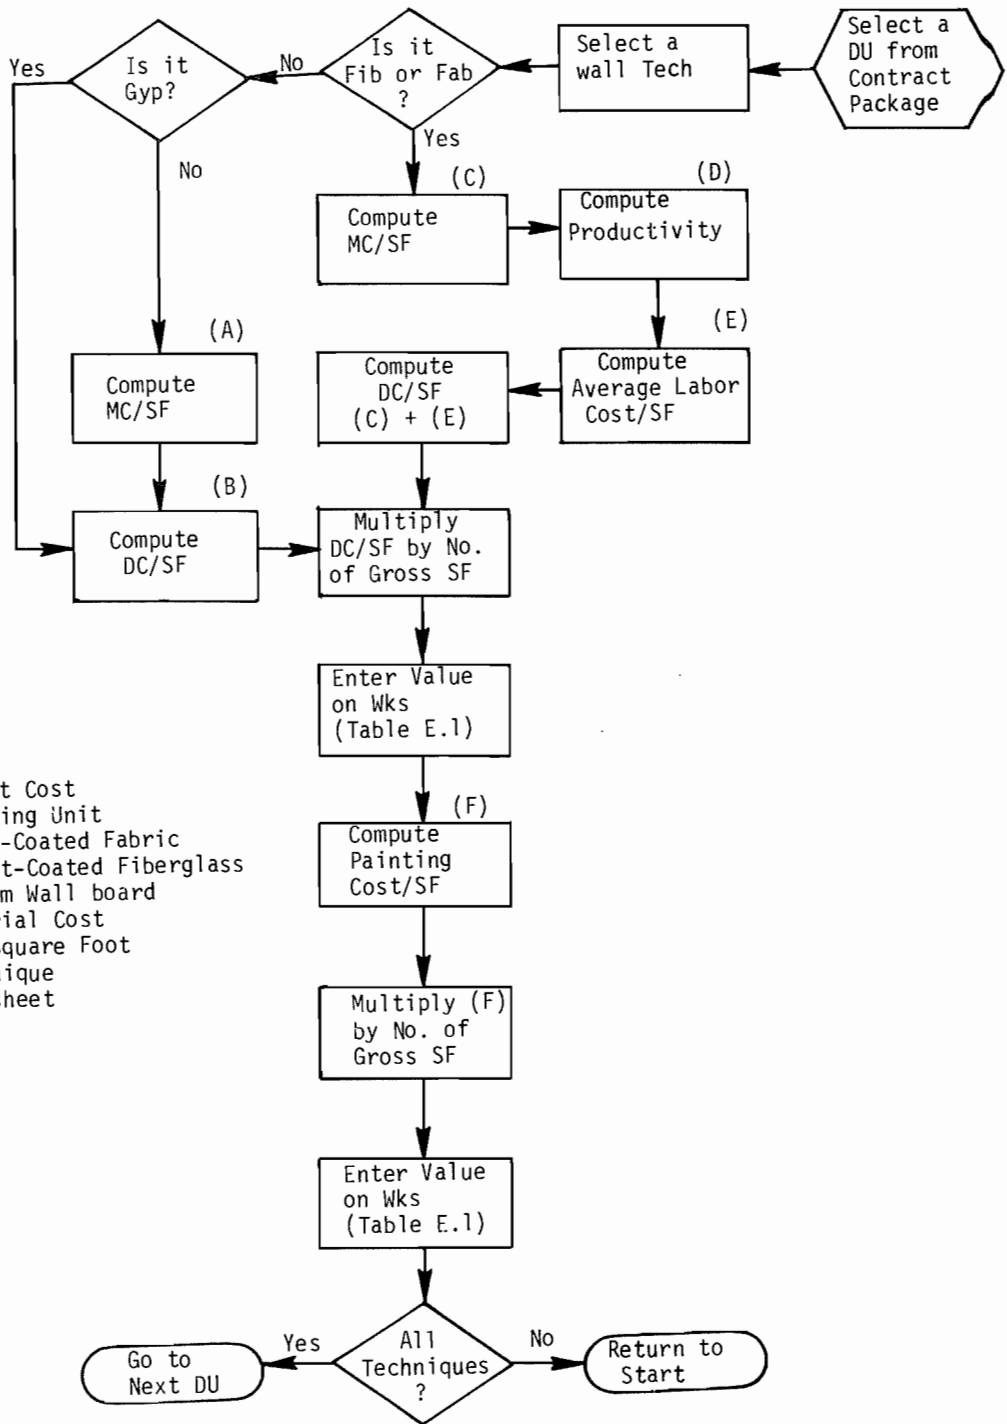 Select a
DU from
Contract
Package
Select a
wall Tech
Is it
Fib or Fab
?
No
Yes
Is it
Gyp?
Yes
No
(C)
Compute
MC/SF
(D)
Compute
Productivity
(E)
Compute
Average Labor
Cost/SF
Compute
DC/SF
(C) + (E)
(A)
Compute
MC/SF
(B)
Compute
DC/SF
Multiply
DC/SF by No.
of Gross SF
Enter Value
on Wks
(Table E.1)
(F)
Compute
Painting
Cost/SF
Multiply (F)
by No. of
Gross SF
Enter Value
on Wks
(Table E.1)
All
Techniques
?
Yes
Go to
Next DU
No
Return to
Start
t Cost
ing Unit
-Coated Fabric
t-Coated Fiberglass
m Wall board
ial Cost
quare Foot
ique
heet